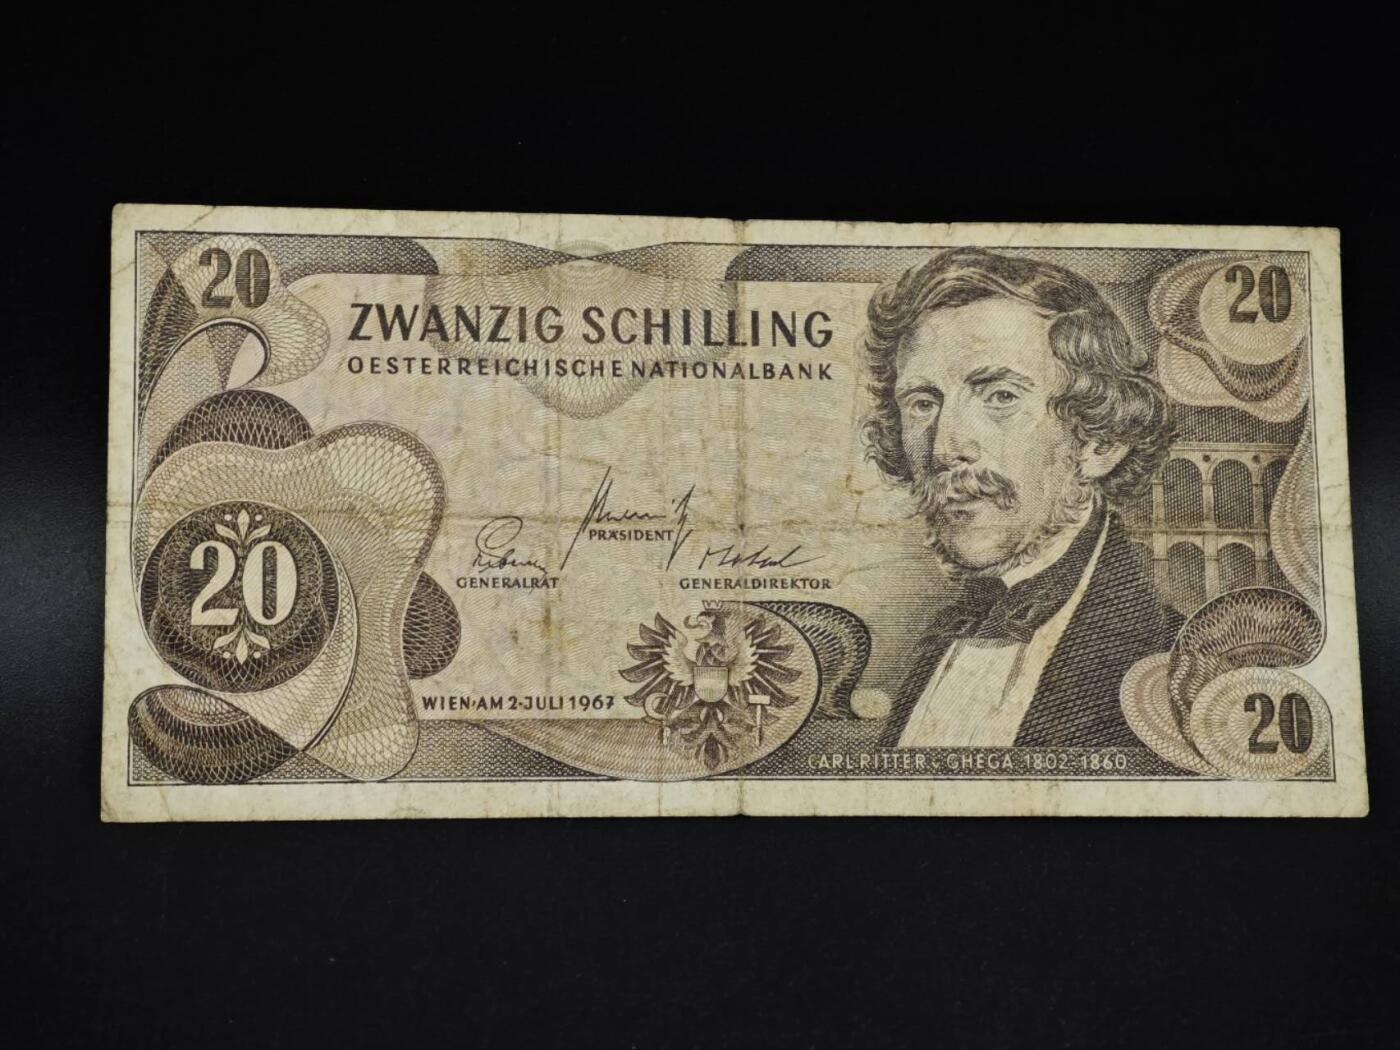 20
20
ZWANZIG SCHILLING
OESTERREICHISCHE NATIONALBANK
PRÄSIDENT
GENERALRAT
GENERALDIREKTOR
20
WIEN·AM 2·JULI 1967
20
CARL RITTER v. GHEGA 1802-1860